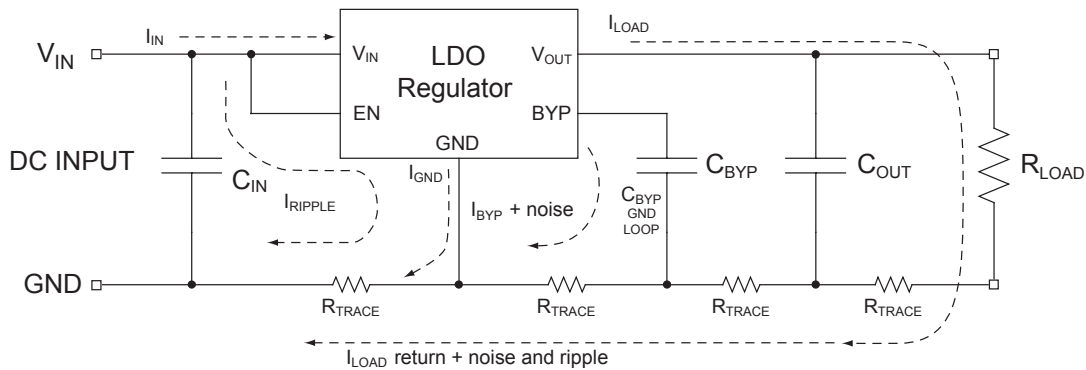 I_IN
I_LOAD
V_IN
V_IN
LDO
Regulator
V_OUT
EN
BYP
GND
DC INPUT
C_IN
I_RIPPLE
I_GND
I_BYP + noise
C_BYP
GND
LOOP
C_BYP
C_OUT
R_LOAD
GND
R_TRACE
R_TRACE
R_TRACE
R_TRACE
I_LOAD return + noise and ripple